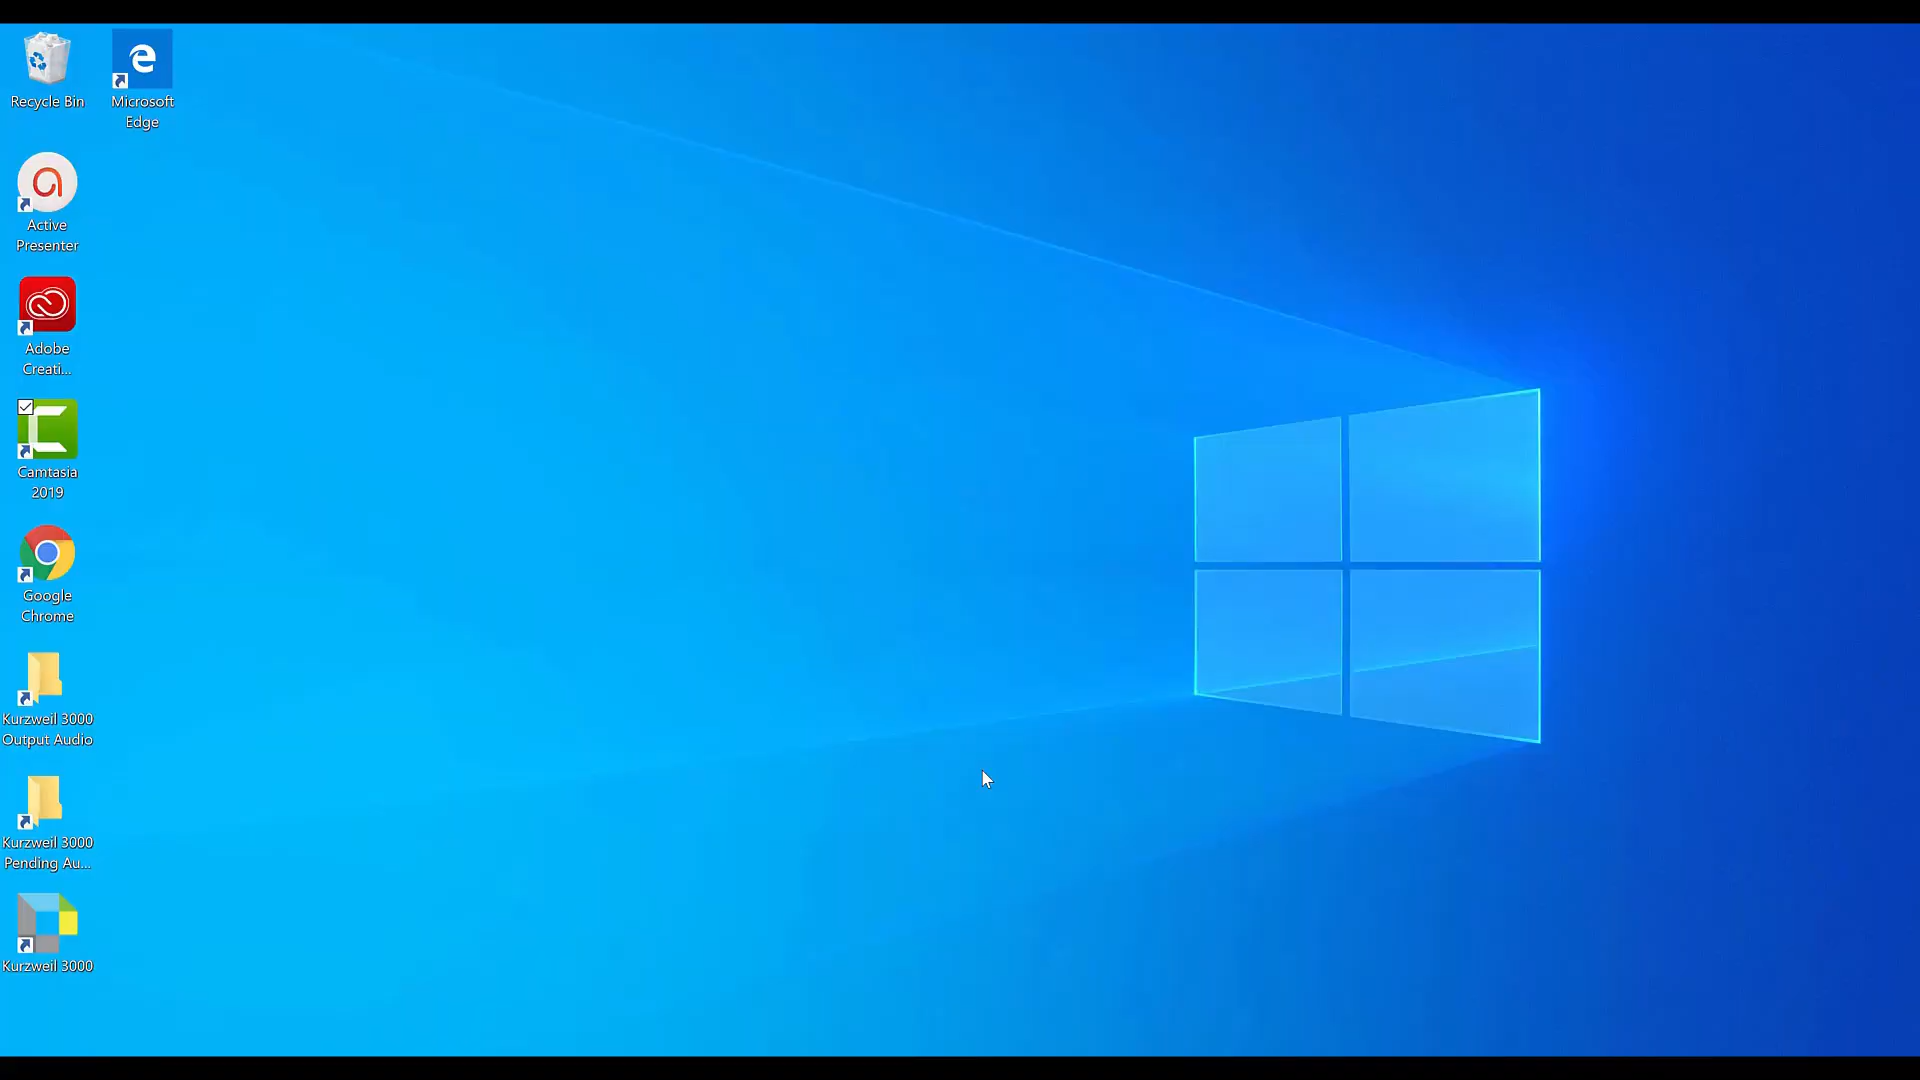 Recycle Bin
Microsoft
Edge
Active
Presenter
Adobe
Creati...
Camtasia
2019
Google
Chrome
Kurzweil 3000
Output Audio
Kurzweil 3000
Pending Au...
Kurzweil 3000